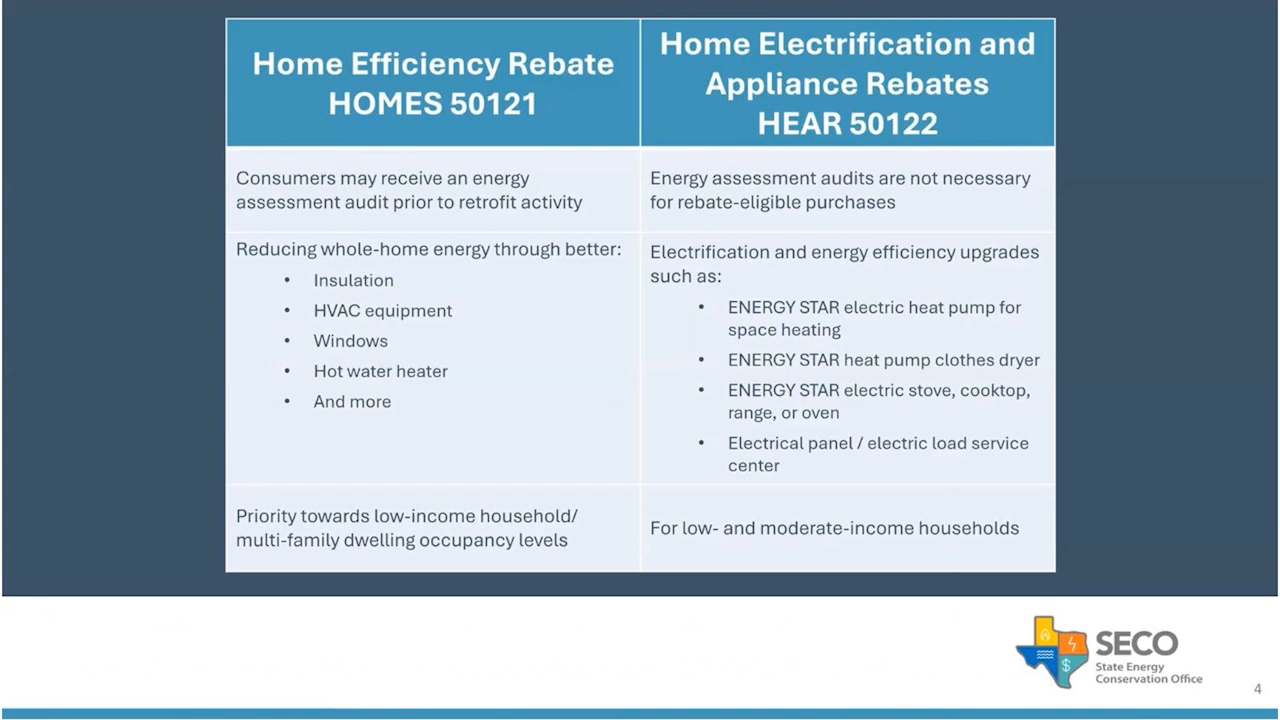 Home Efficiency Rebate
HOMES 50121
Home Electrification and
Appliance Rebates
HEAR 50122
Consumers may receive an energy
assessment audit prior to retrofit activity
Energy assessment audits are not necessary
for rebate-eligible purchases
Reducing whole-home energy through better:
• Insulation
• HVAC equipment
• Windows
• Hot water heater
• And more
Electrification and energy efficiency upgrades
such as:
• ENERGY STAR electric heat pump for
space heating
• ENERGY STAR heat pump clothes dryer
• ENERGY STAR electric stove, cooktop,
range, or oven
• Electrical panel / electric load service
center
Priority towards low-income household/
multi-family dwelling occupancy levels
For low- and moderate-income households
$
SECO
State Energy
Conservation Office
4